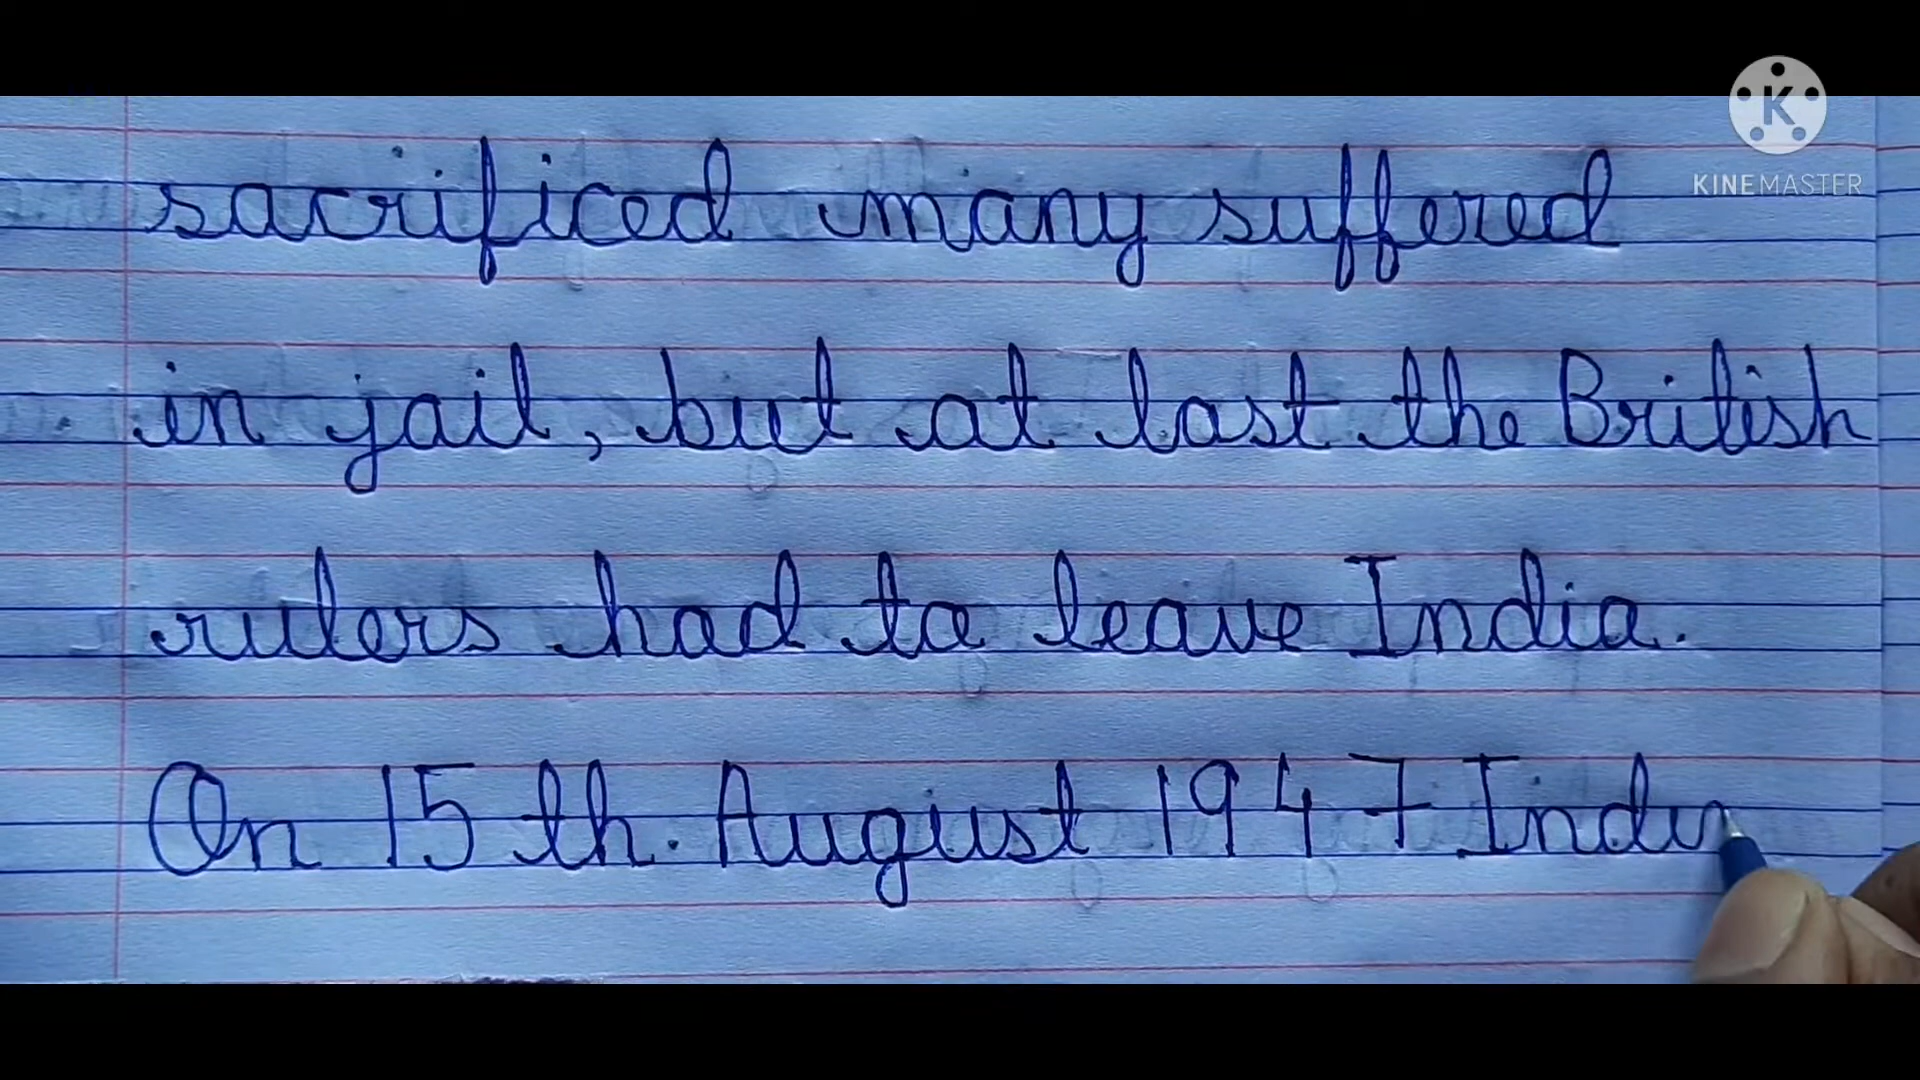 KINEMASTER
sacrificed many suffered
in jail, but at last the British
rulers had to leave India.
On 15 th. August 1947 Indi